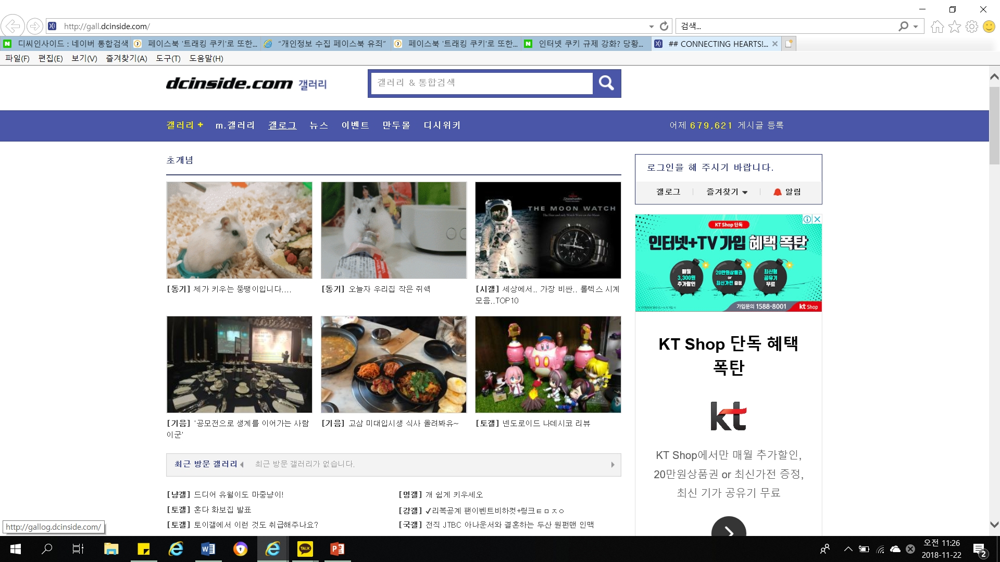 http://gall.dcinside.com/
검색...
디씨인사이드 : 네이버 통합검색
페이스북 '트래킹 쿠키'로 또한...
“개인정보 수집 페이스북 유죄”
페이스북 '트래킹 쿠키'로 또한...
인터넷 쿠키 규제 강화? 당황...
## CONNECTING HEARTS!...
파일(F) 편집(E) 보기(V) 즐겨찾기(A) 도구(T) 도움말(H)
dcinside.com 갤러리
갤러리 & 통합검색
갤러리 + m.갤러리 갤로그 뉴스 이벤트 만두몰 디시위키
어제 679,621 게시글 등록
초개념
로그인을 해 주시기 바랍니다.
갤로그 즐겨찾기 알림
THE MOON WATCH
[동기] 제가 키우는 뚱땡이입니다....
[동기] 오늘자 우리집 작은 쥐쉑
[시갤] 세상에서.. 가장 비싼.. 롤렉스 시계
모음..TOP10
[기음] '공모전으로 생계를 이어가는 사람
이군'
[기음] 고삼 미대입시생 식사 올려봐유~
[토갤] 넨도로이드 나데시코 리뷰
최근 방문 갤러리 최근 방문 갤러리가 없습니다.
[냥갤] 드디어 유월이도 마중냥이!
[멍갤] 개 쉽게 키우세오
[토갤] 혼다 화보집 발표
[강갤] ✓리복공계 팬이벤트비하컷+링크ㅌㅁㅈㅇ
[토갤] 토이갤에서 이런 것도 취급해주나요?
[국갤] 전직 JTBC 아나운서와 결혼하는 두산 원펀맨 인맥
KT Shop 단독
인터넷+TV 가입 혜택 폭탄
매월
3,300원
추가할인
20만원상품권
or
최신가전 증정
최신형
공유기
무료
가입문의 1588-8001 kt Shop
KT Shop 단독 혜택
폭탄
kt
KT Shop에서만 매월 추가할인,
20만원상품권 or 최신가전 증정,
최신 기가 공유기 무료
http://gallog.dcinside.com/
TALK
오전 11:26
2018-11-22
2